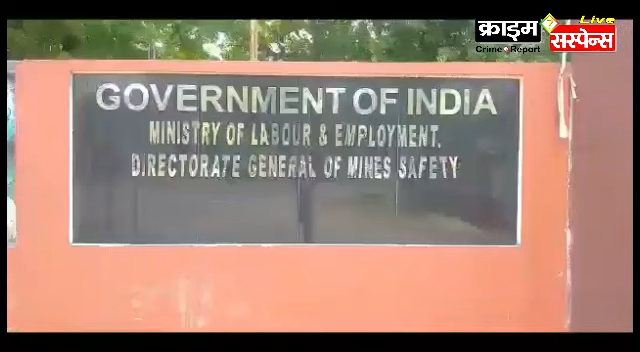 क्राइम ? Live
Crime Report सस्पेन्स
GOVERNMENT OF INDIA
MINISTRY OF LABOUR & EMPLOYMENT,
DIRECTORATE GENERAL OF MINES SAFETY